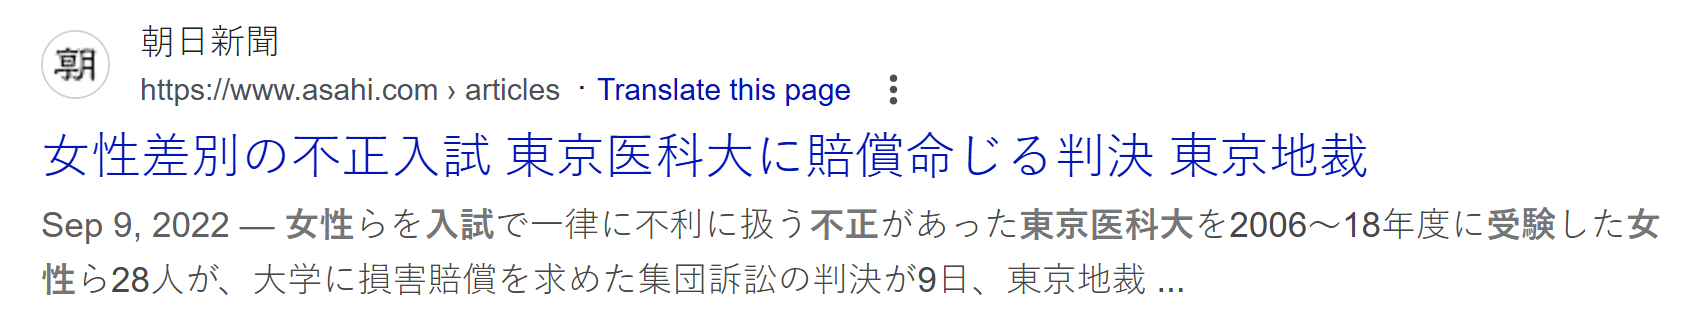 朝
朝日新聞
https://www.asahi.com › articles · Translate this page
女性差別の不正入試 東京医科大に賠償命じる判決 東京地裁
Sep 9, 2022 — 女性らを入試で一律に不利に扱う不正があった東京医科大を2006～18年度に受験した女
性ら28人が、大学に損害賠償を求めた集団訴訟の判決が9日、東京地裁 ...